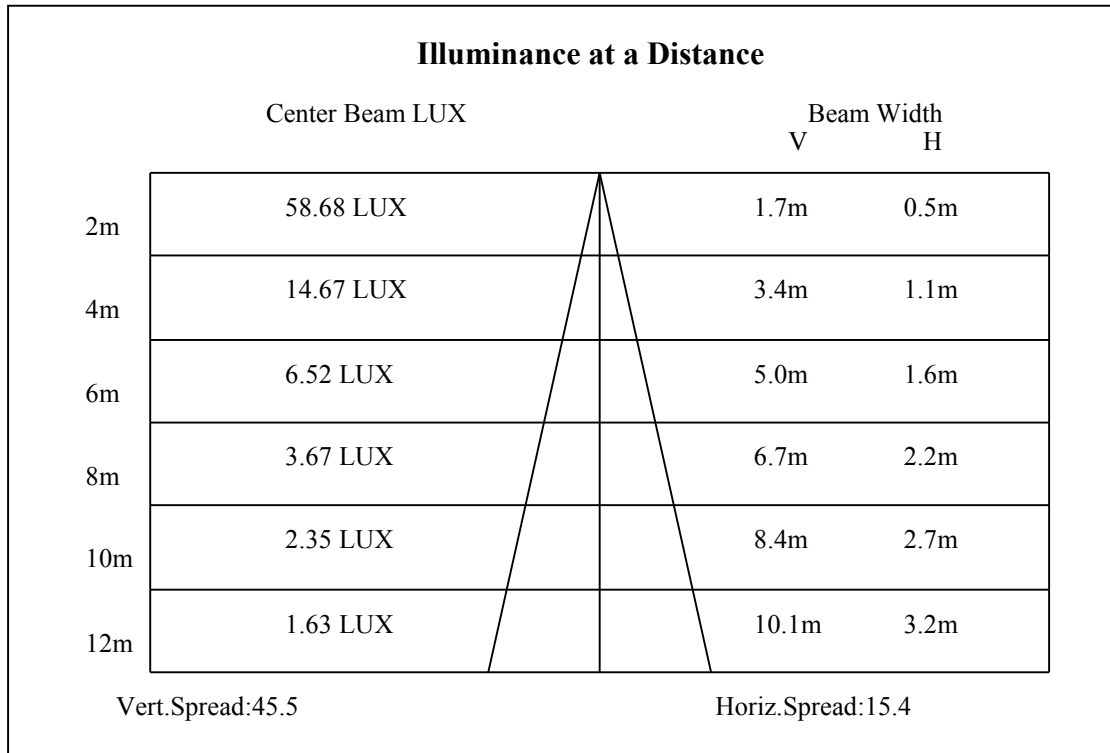 Illuminance at a Distance
Center Beam LUX Beam Width
V H
2m 58.68 LUX 1.7m 0.5m
4m 14.67 LUX 3.4m 1.1m
6m 6.52 LUX 5.0m 1.6m
8m 3.67 LUX 6.7m 2.2m
10m 2.35 LUX 8.4m 2.7m
12m 1.63 LUX 10.1m 3.2m
Vert.Spread:45.5 Horiz.Spread:15.4